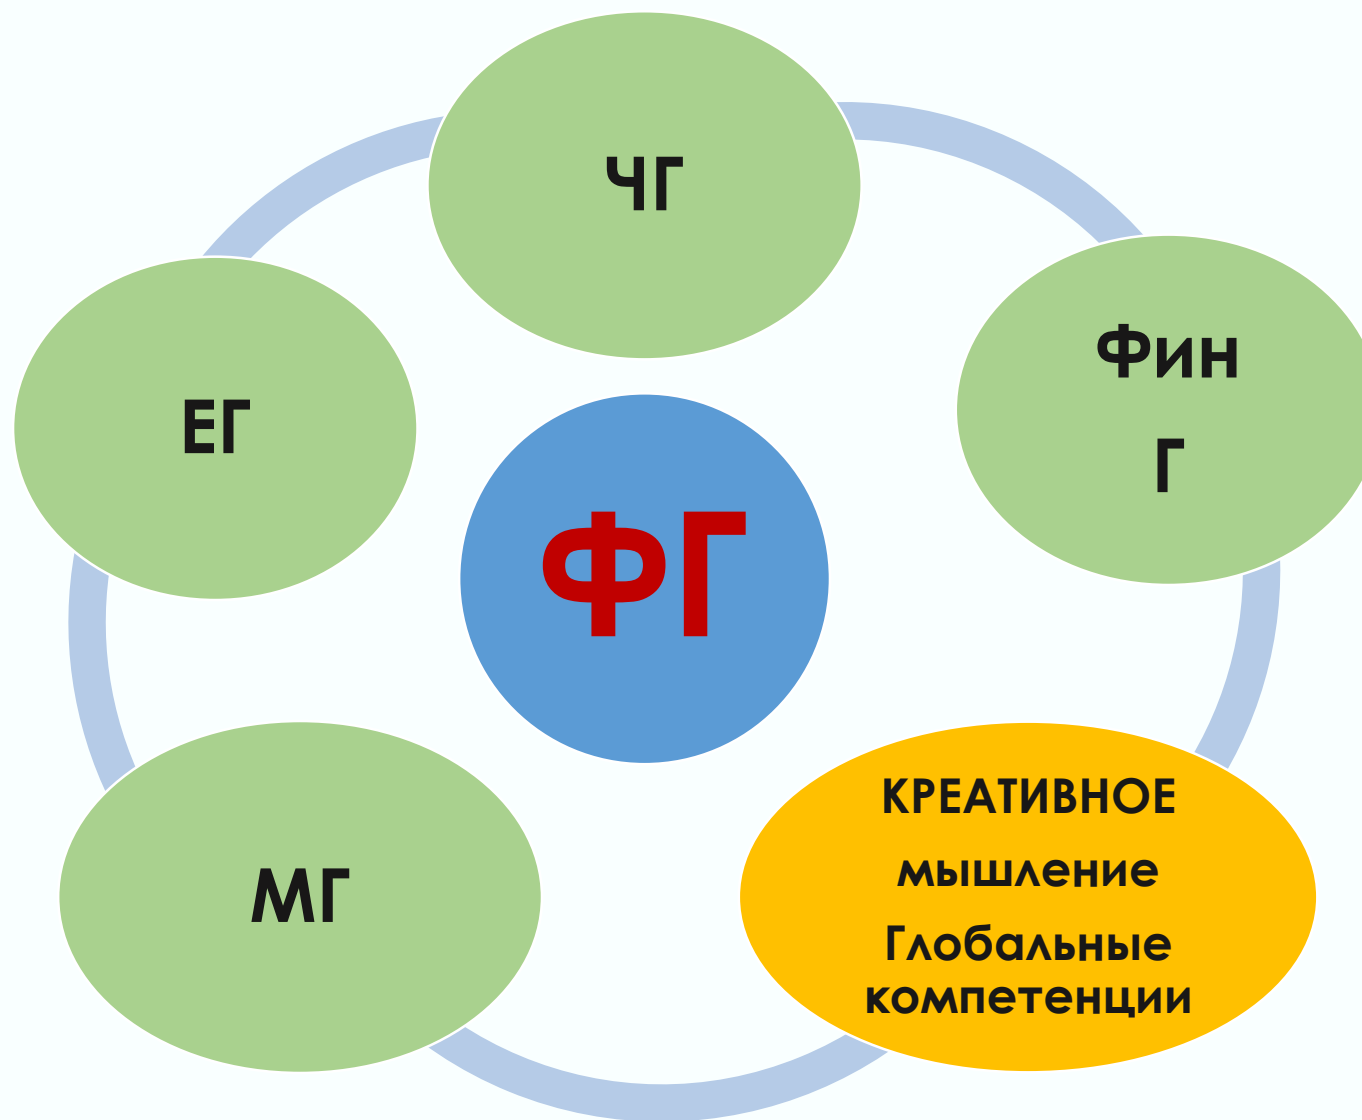 ЧГ
Фин
Г
ЕГ
ФГ
МГ
КРЕАТИВНОЕ
мышление
Глобальные
компетенции